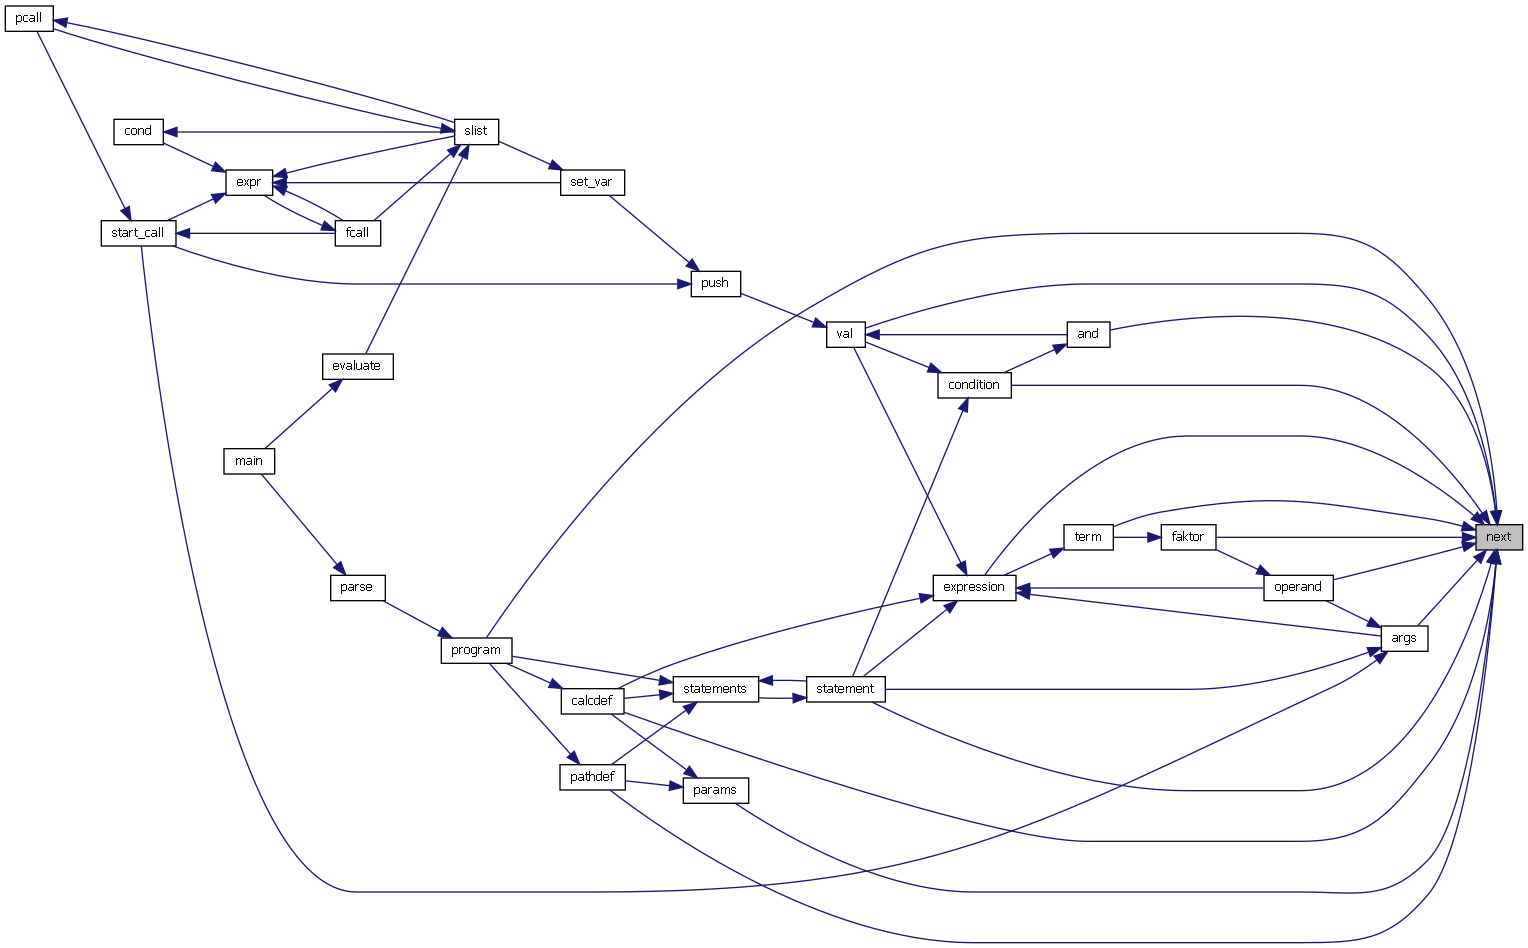 pcall
cond
slist
expr
set_var
start_call
fcall
push
val
and
evaluate
condition
main
next
term
faktor
parse
expression
operand
program
args
statements
statement
calcdef
pathdef
params